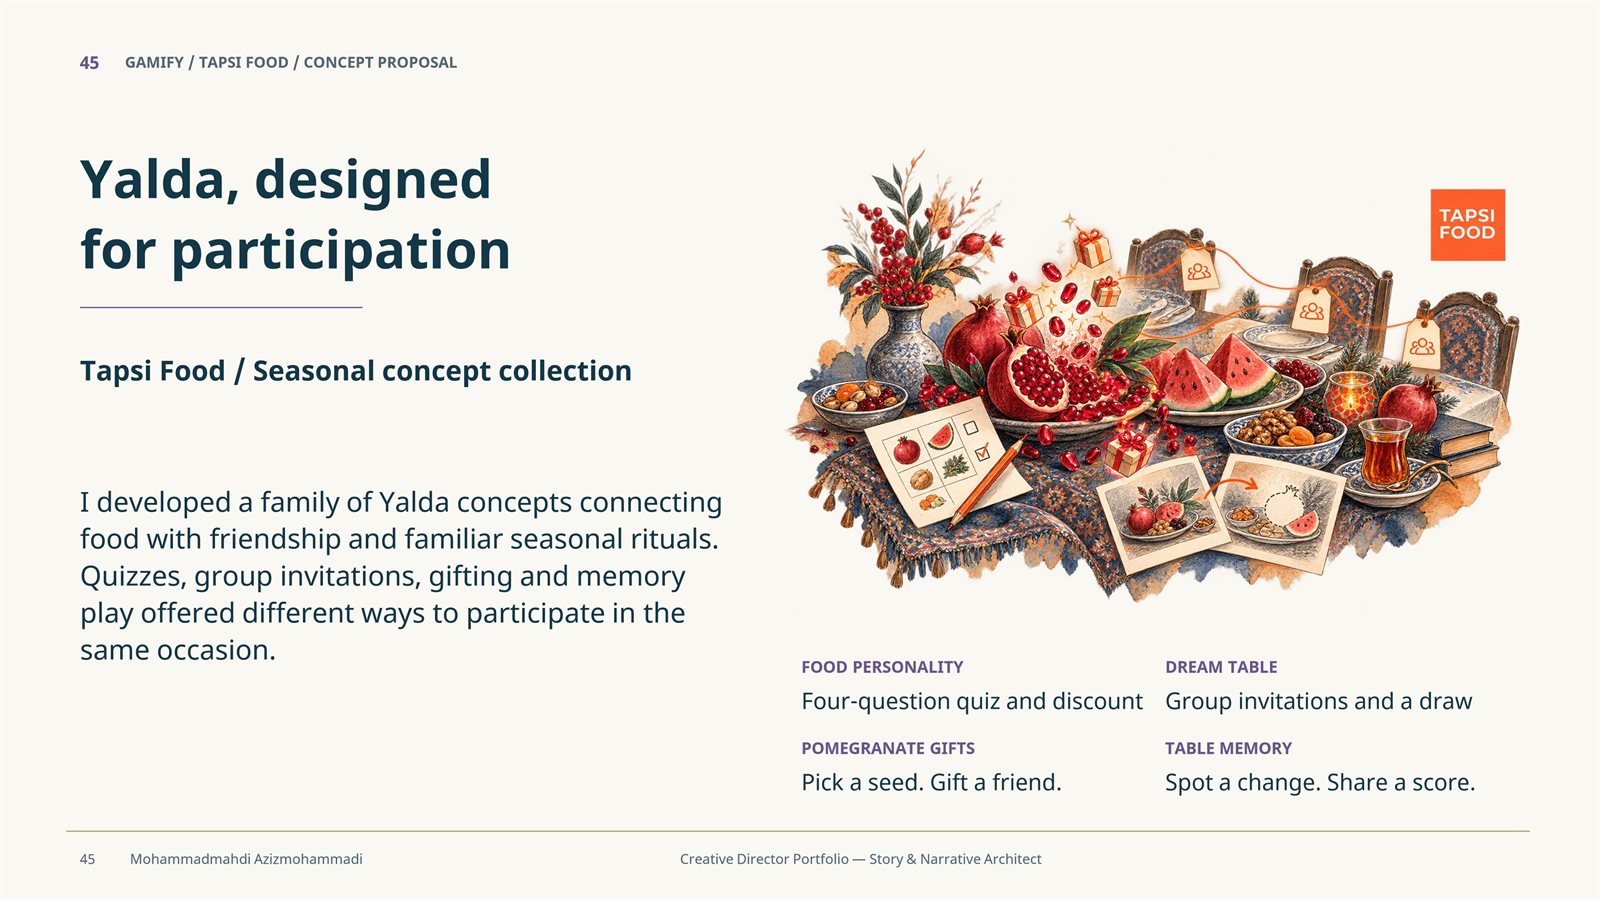 45 GAMIFY / TAPSI FOOD / CONCEPT PROPOSAL
Yalda, designed
for participation
Tapsi Food / Seasonal concept collection
I developed a family of Yalda concepts connecting
food with friendship and familiar seasonal rituals.
Quizzes, group invitations, gifting and memory
play offered different ways to participate in the
same occasion.
TAPSI
FOOD
FOOD PERSONALITY
Four-question quiz and discount
DREAM TABLE
Group invitations and a draw
POMEGRANATE GIFTS
Pick a seed. Gift a friend.
TABLE MEMORY
Spot a change. Share a score.
45 Mohammadmahdi Azizmohammadi Creative Director Portfolio — Story & Narrative Architect